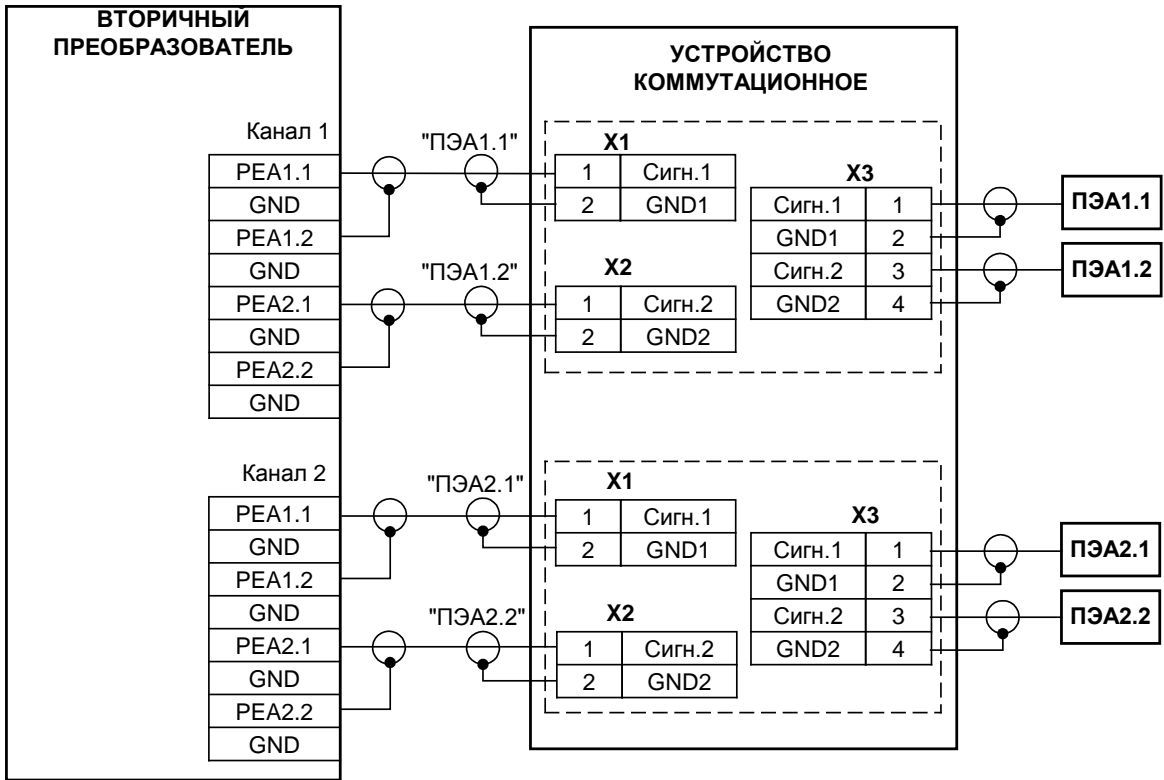 ВТОРИЧНЫЙ
ПРЕОБРАЗОВАТЕЛЬ
Канал 1
PEA1.1
GND
PEA1.2
GND
PEA2.1
GND
PEA2.2
GND
Канал 2
PEA1.1
GND
PEA1.2
GND
PEA2.1
GND
PEA2.2
GND
"ПЭА1.1"
"ПЭА1.2"
"ПЭА2.1"
"ПЭА2.2"
УСТРОЙСТВО
КОММУТАЦИОННОЕ
X1
1 Сигн.1
2 GND1
X2
1 Сигн.2
2 GND2
X3
Сигн.1 1
GND1 2
Сигн.2 3
GND2 4
X1
1 Сигн.1
2 GND1
X2
1 Сигн.2
2 GND2
X3
Сигн.1 1
GND1 2
Сигн.2 3
GND2 4
ПЭА1.1
ПЭА1.2
ПЭА2.1
ПЭА2.2